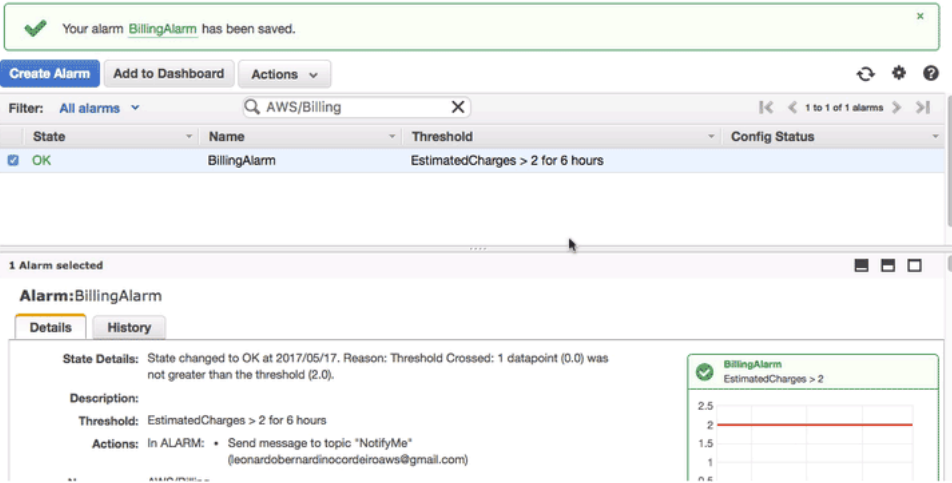 Your alarm BillingAlarm has been saved.
Create Alarm Add to Dashboard Actions
Filter: All alarms AWS/Billing 1 to 1 of 1 alarms
State Name Threshold Config Status
OK BillingAlarm EstimatedCharges > 2 for 6 hours
1 Alarm selected
Alarm:BillingAlarm
Details History
State Details: State changed to OK at 2017/05/17. Reason: Threshold Crossed: 1 datapoint (0.0) was
not greater than the threshold (2.0).
Description:
Threshold: EstimatedCharges > 2 for 6 hours
Actions: In ALARM: • Send message to topic "NotifyMe"
(leonardobernardinocordeiroaws@gmail.com)
AWS/Billing
BillingAlarm
EstimatedCharges > 2
2.5
2
1.5
1
0.5